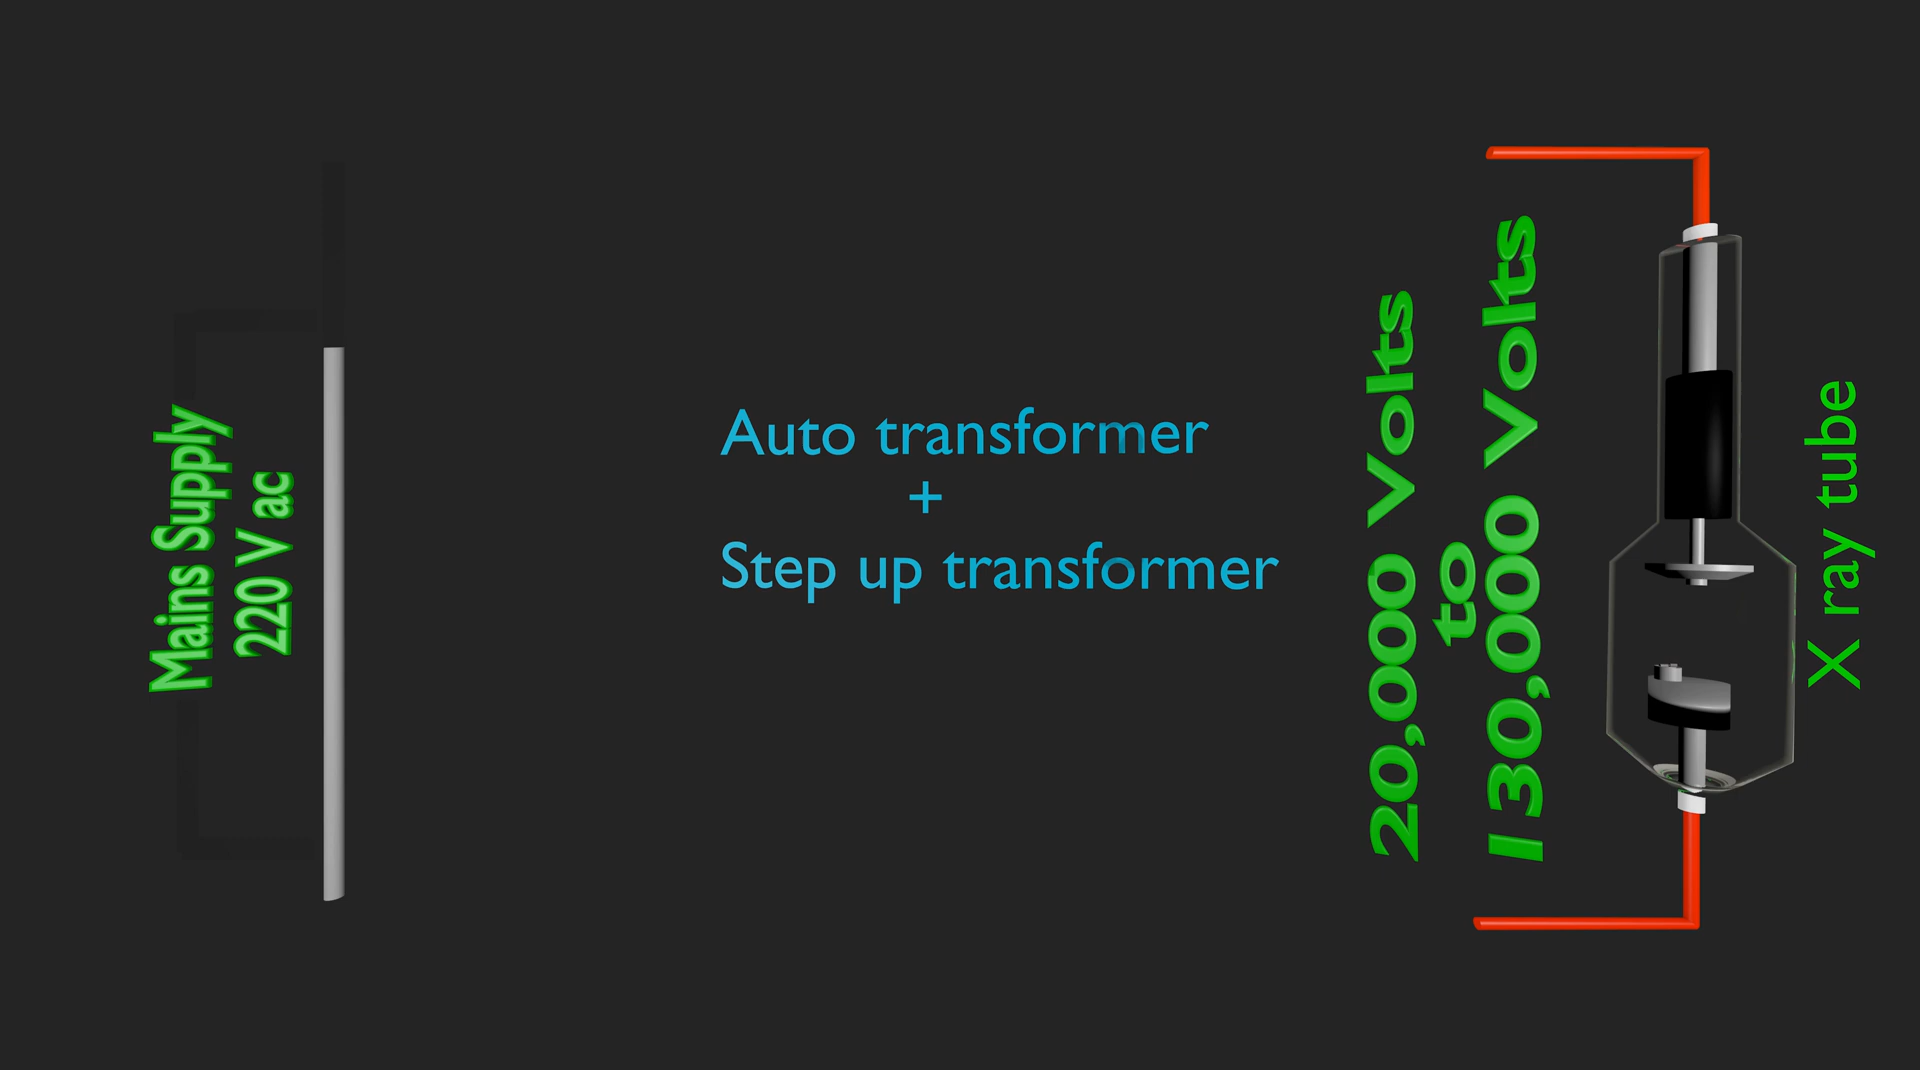 Mains Supply
220 V ac
Auto transformer
+
Step up transformer
20,000 Volts
to
130,000 Volts
X ray tube